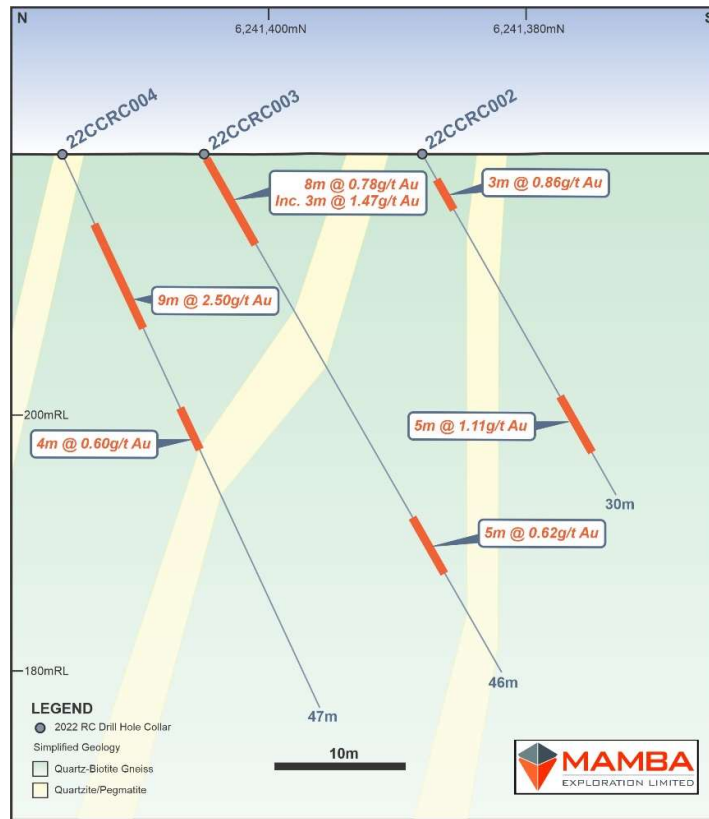 N
6,241,400mN
6,241,380mN
S
22CCRC004
22CCRC003
22CCRC002
8m @ 0.78g/t Au
Inc. 3m @ 1.47g/t Au
3m @ 0.86g/t Au
9m @ 2.50g/t Au
200mRL
4m @ 0.60g/t Au
5m @ 1.11g/t Au
30m
5m @ 0.62g/t Au
180mRL
46m
47m
LEGEND
2022 RC Drill Hole Collar
Simplified Geology
Quartz-Biotite Gneiss
Quartzite/Pegmatite
10m
MAMBA
EXPLORATION LIMITED